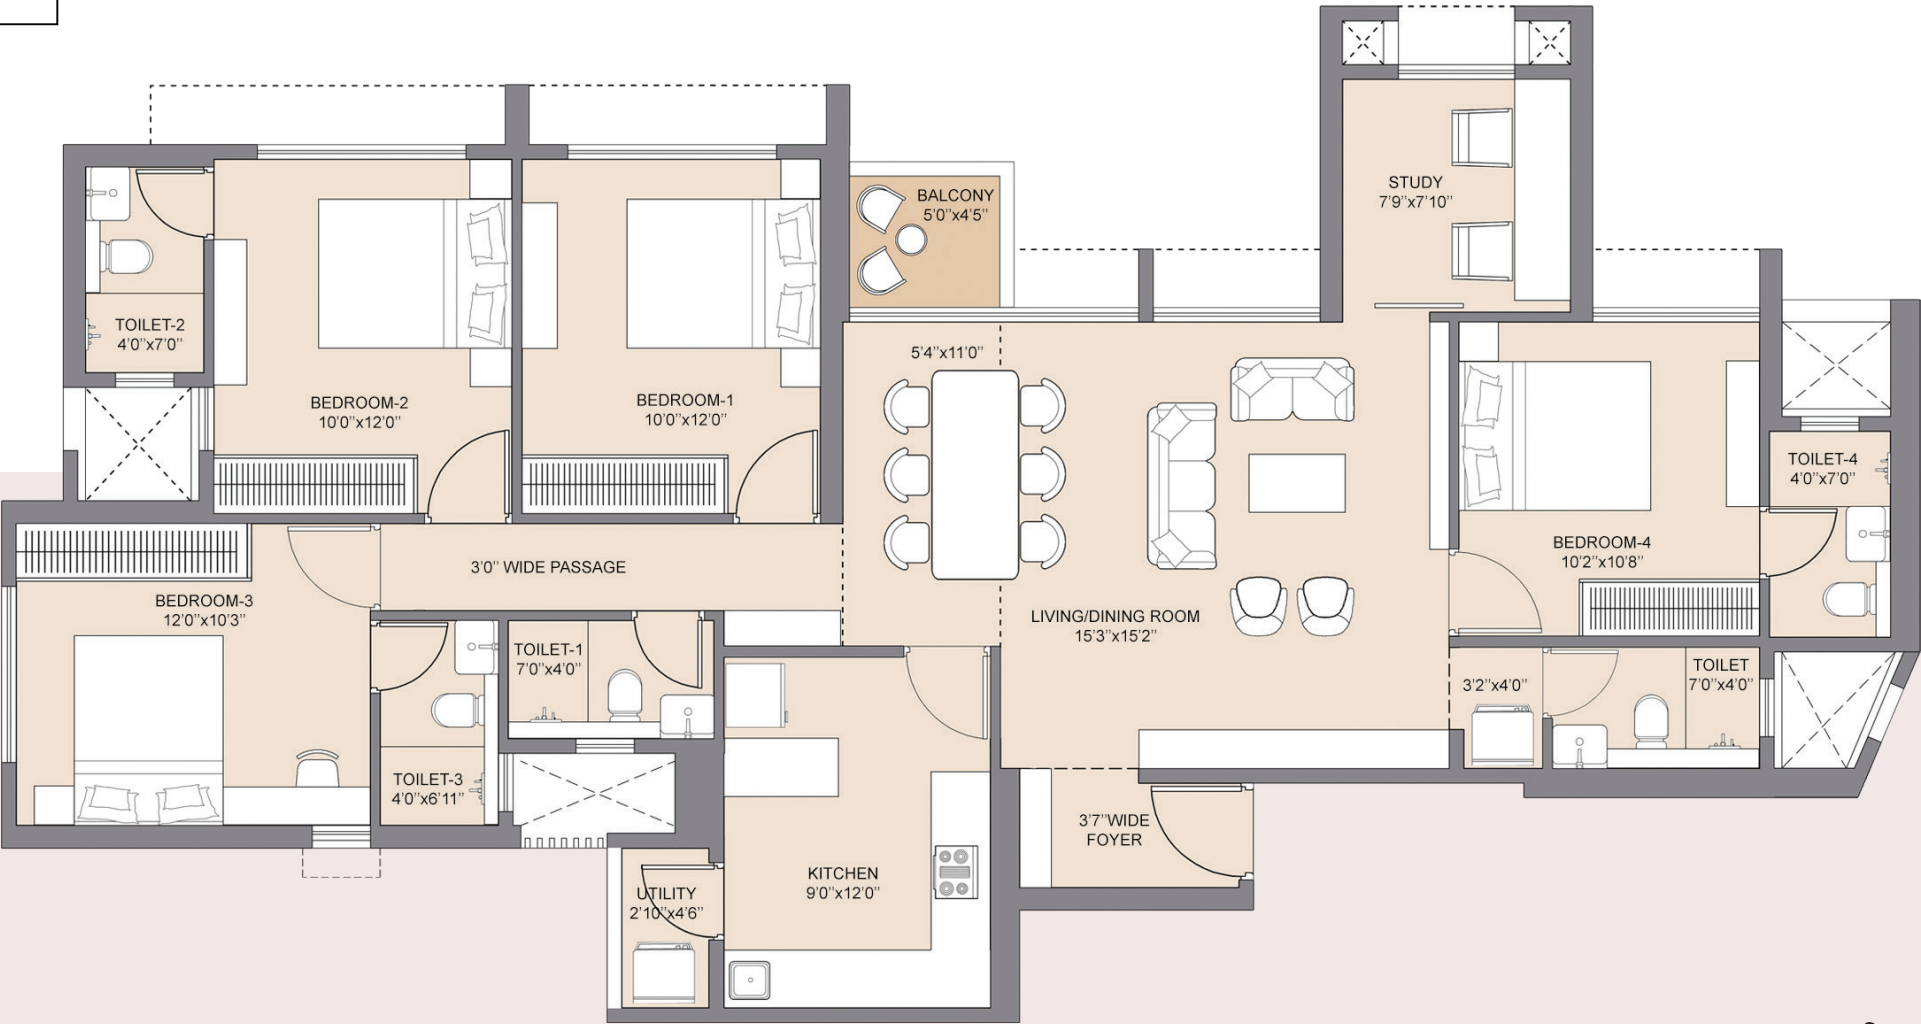 BALCONY
5'0"x4'5"
STUDY
7'9"x7'10"
TOILET-2
4'0"x7'0"
BEDROOM-2
10'0"x12'0"
BEDROOM-1
10'0"x12'0"
5'4"x11'0"
TOILET-4
4'0"x7'0"
BEDROOM-4
10'2"x10'8"
3'0" WIDE PASSAGE
BEDROOM-3
12'0"x10'3"
LIVING/DINING ROOM
15'3"x15'2"
TOILET-1
7'0"x4'0"
3'2"x4'0"
TOILET
7'0"x4'0"
TOILET-3
4'0"x6'11"
3'7"WIDE
FOYER
KITCHEN
9'0"x12'0"
UTILITY
2'10"x4'6"